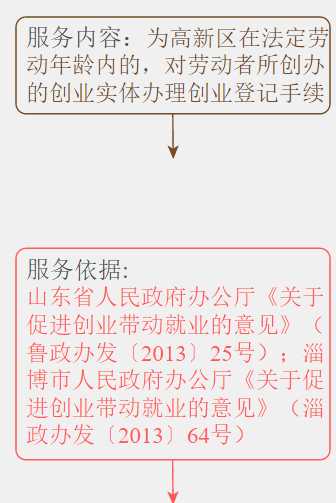 服务内容：为高新区在法定劳
动年龄内的，对劳动者所创办
的创业实体办理创业登记手续
服务依据:
山东省人民政府办公厅《关于
促进创业带动就业的意见》（
鲁政办发〔2013〕25号）；淄
博市人民政府办公厅《关于促
进创业带动就业的意见》（淄
政办发〔2013〕64号）